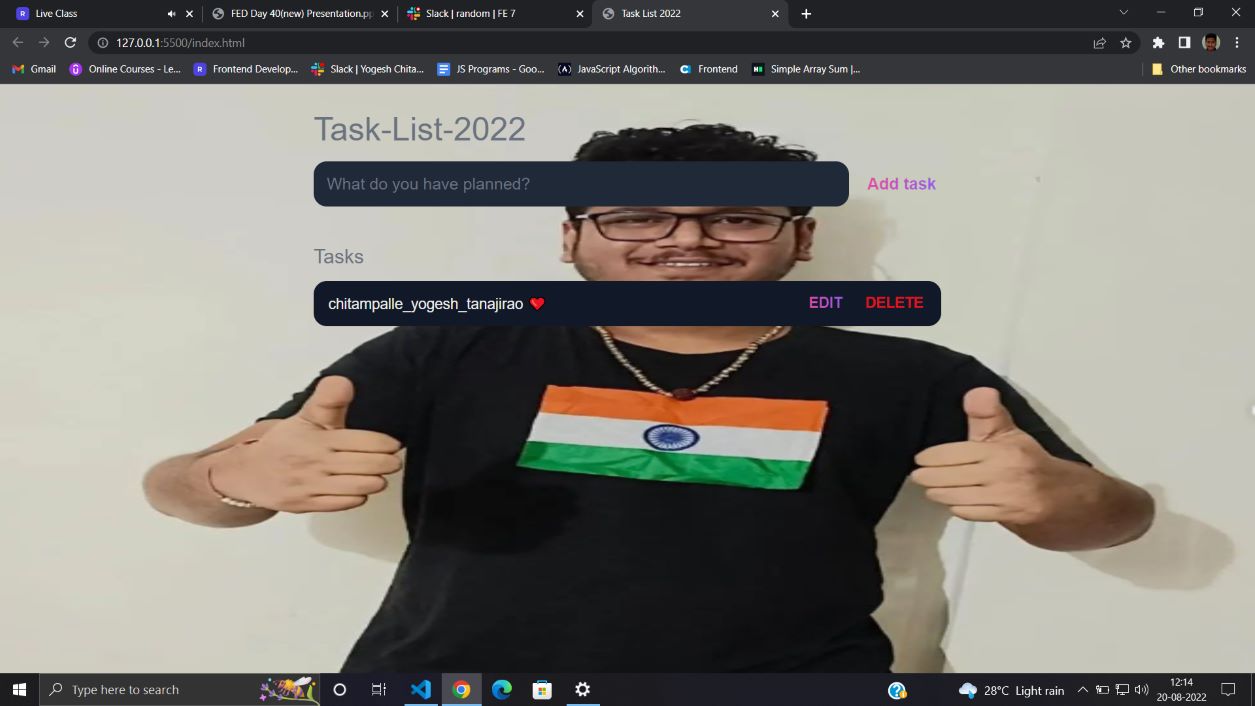 Live Class
FED Day 40(new) Presentation.pp
Slack | random | FE 7
Task List 2022
127.0.0.1:5500/index.html
Gmail
Online Courses - Le...
Frontend Develop...
Slack | Yogesh Chita...
JS Programs - Goo...
JavaScript Algorith...
Frontend
Simple Array Sum |...
Other bookmarks
Task-List-2022
What do you have planned?
Add task
Tasks
chitampalle_yogesh_tanajirao ❤️
EDIT
DELETE
Type here to search
28°C Light rain
12:14
20-08-2022